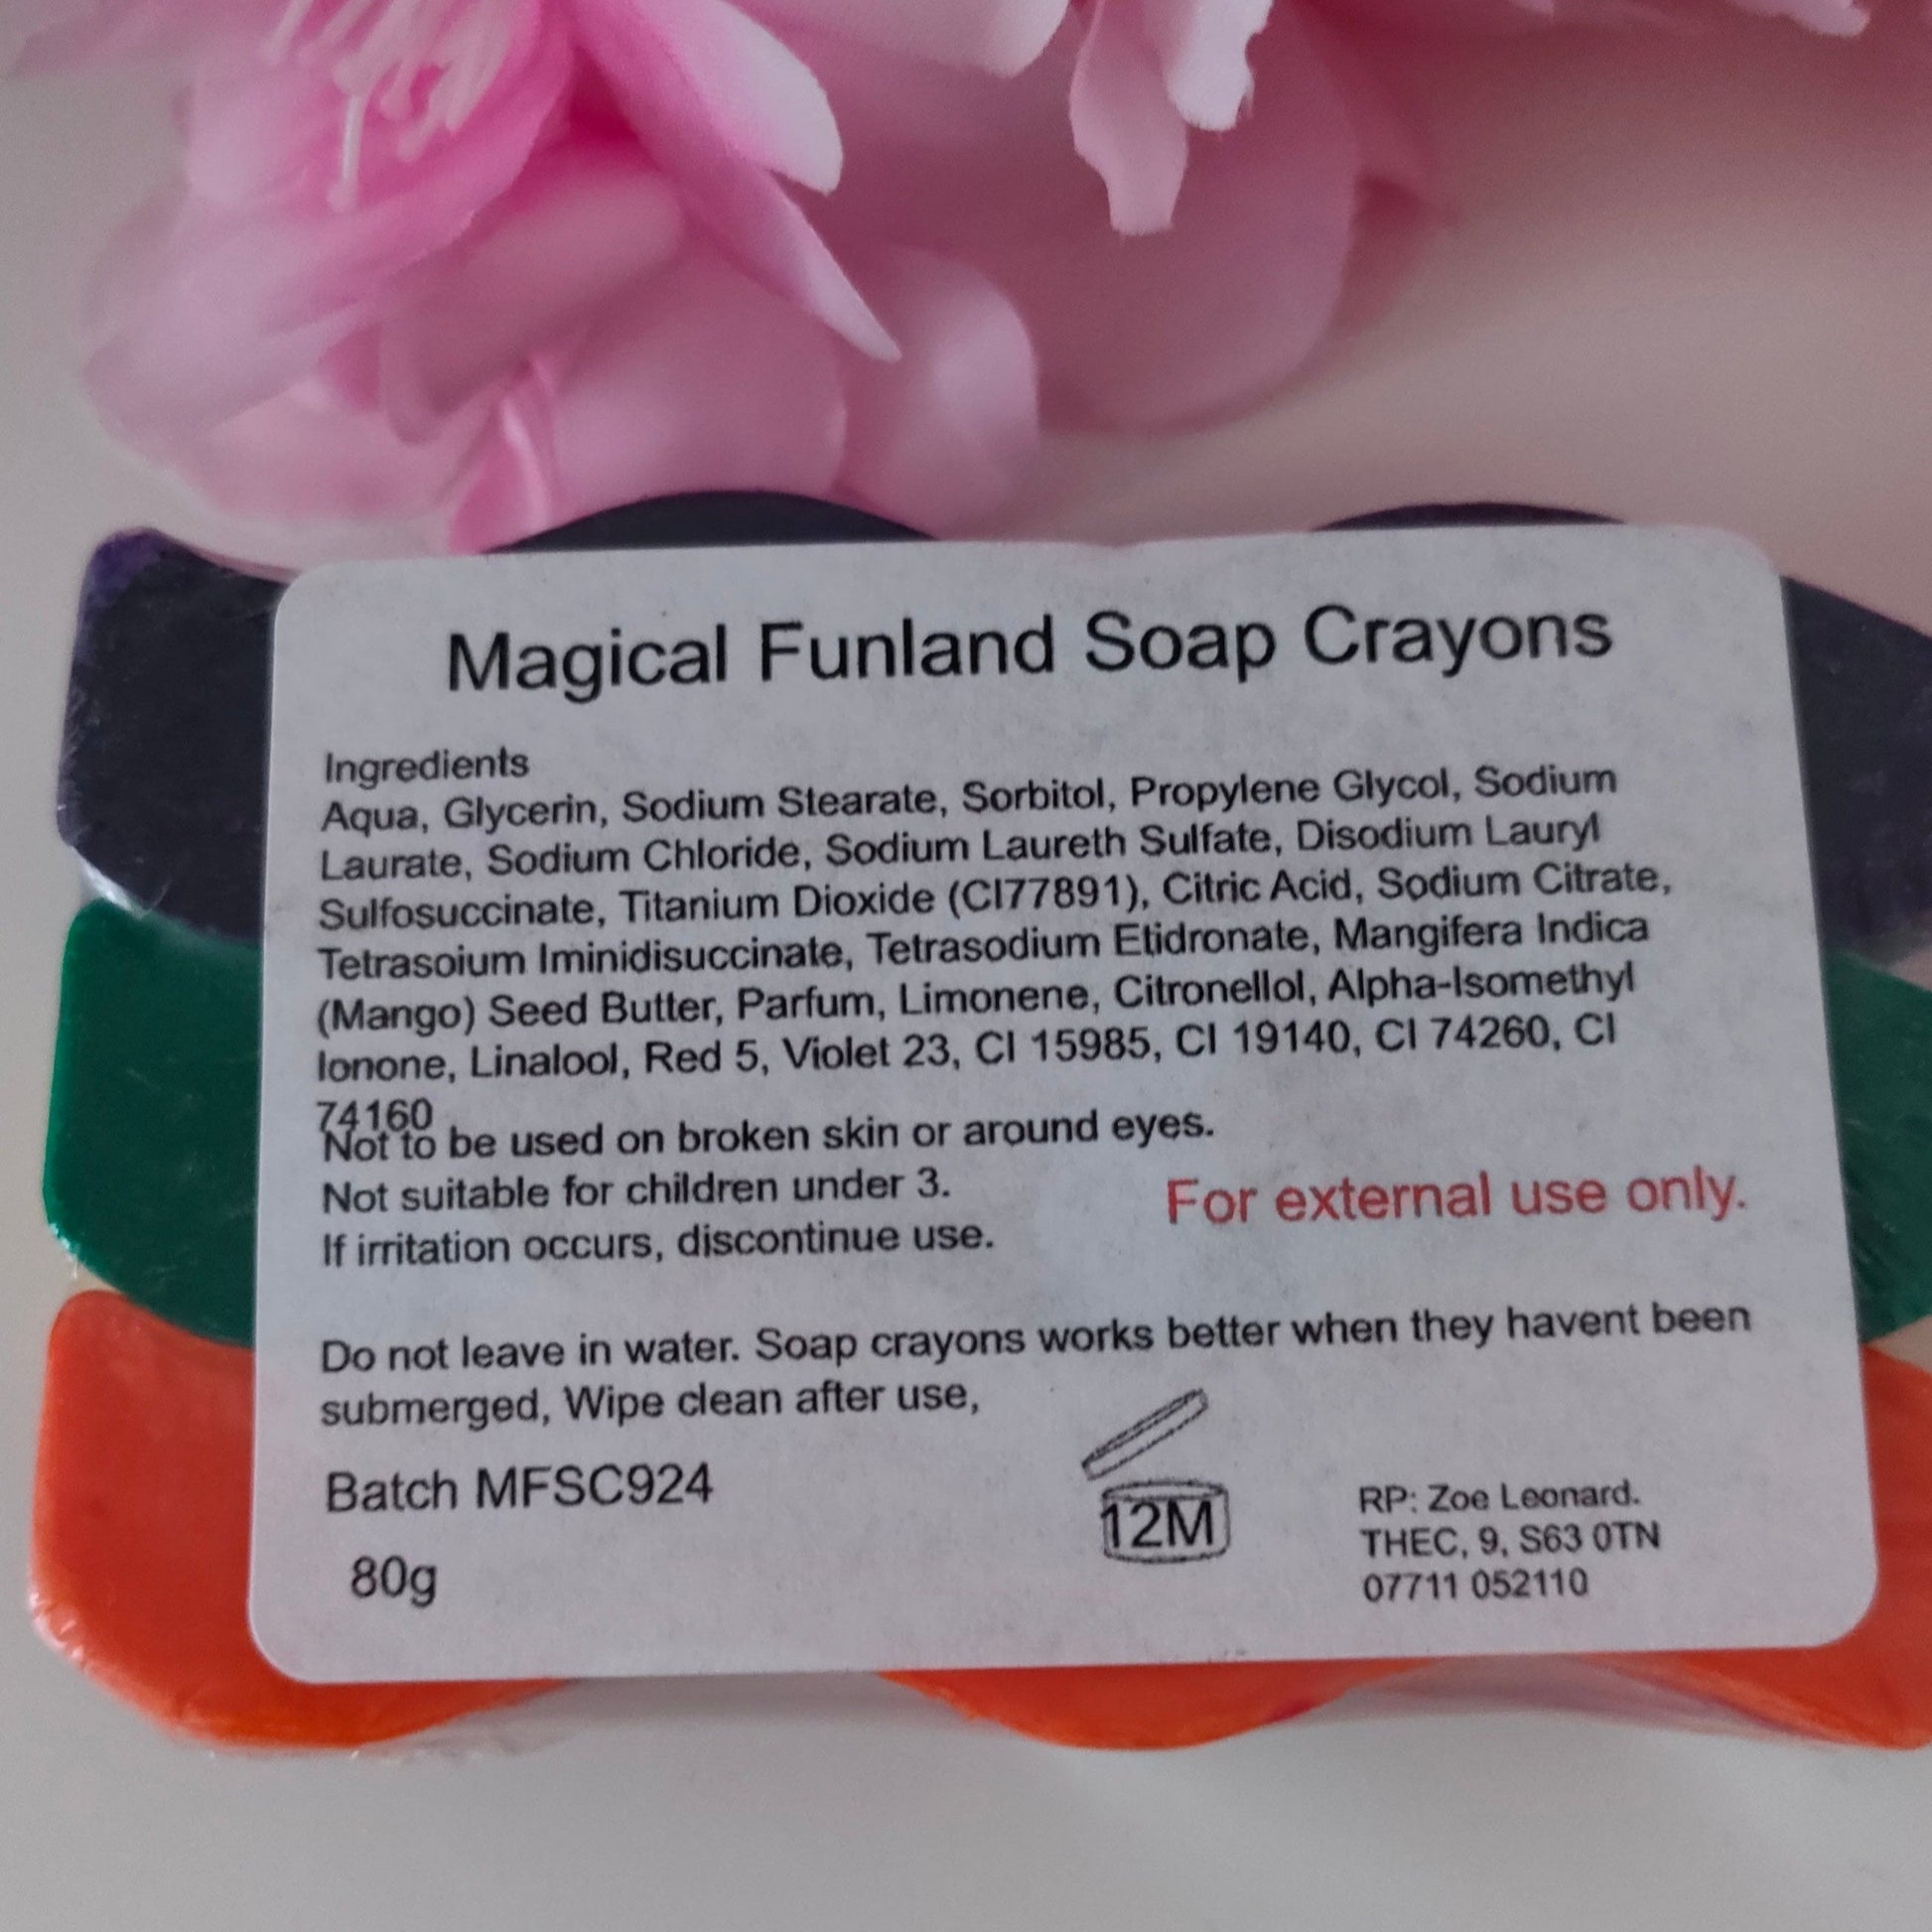 Magical Funland Soap Crayons
Ingredients
Aqua, Glycerin, Sodium Stearate, Sorbitol, Propylene Glycol, Sodium
Laurate, Sodium Chloride, Sodium Laureth Sulfate, Disodium Lauryl
Sulfosuccinate, Titanium Dioxide (CI77891), Citric Acid, Sodium Citrate,
Tetrasoium Iminidisuccinate, Tetrasodium Etidronate, Mangifera Indica
(Mango) Seed Butter, Parfum, Limonene, Citronellol, Alpha-Isomethyl
Ionone, Linalool, Red 5, Violet 23, CI 15985, CI 19140, CI 74260, CI
74160
Not to be used on broken skin or around eyes.
Not suitable for children under 3.
For external use only.
If irritation occurs, discontinue use.
Do not leave in water. Soap crayons works better when they havent been
submerged, Wipe clean after use,
Batch MFSC924
80g
12M
RP: Zoe Leonard.
THEC, 9, S63 0TN
07711 052110